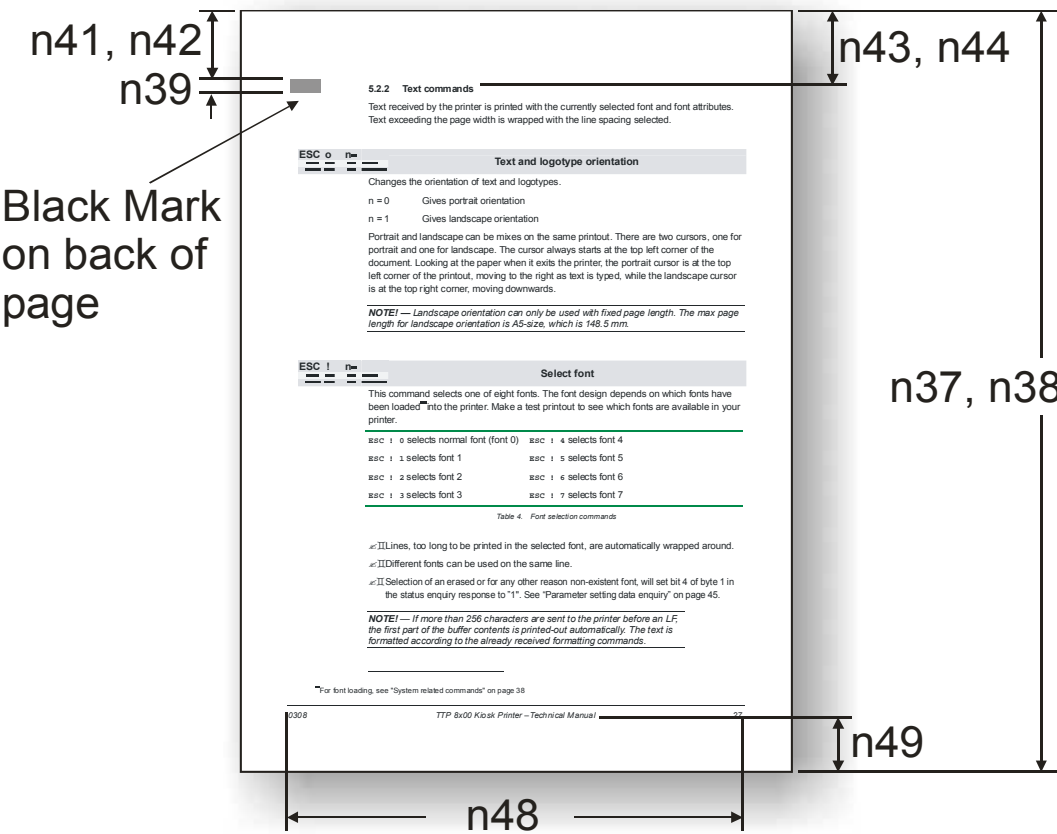 n41, n42
n43, n44
n39
5.2.2 Text commands
Text received by the printer is printed with the currently selected font and font attributes.
Text exceeding the page width is wrapped with the line spacing selected.
ESC o n
Text and logotype orientation
Black Mark
on back of
page
Changes the orientation of text and logotypes.
n = 0 Gives portrait orientation
n = 1 Gives landscape orientation
Portrait and landscape can be mixes on the same printout. There are two cursors, one for
portrait and one for landscape. The cursor always starts at the top left corner of the
document. Looking at the paper when it exits the printer, the portrait cursor is at the top
left corner of the printout, moving to the right as text is typed, while the landscape cursor
is at the top right corner, moving downwards.
NOTE! — Landscape orientation can only be used with fixed page length. The max page
length for landscape orientation is A5-size, which is 148.5 mm.
ESC ! n
Select font
n37, n38
This command selects one of eight fonts. The font design depends on which fonts have
been loaded into the printer. Make a test printout to see which fonts are available in your
printer.
ESC ! 0 selects normal font (font 0) ESC ! 4 selects font 4
ESC ! 1 selects font 1 ESC ! 5 selects font 5
ESC ! 2 selects font 2 ESC ! 6 selects font 6
ESC ! 3 selects font 3 ESC ! 7 selects font 7
Table 4. Font selection commands
Lines, too long to be printed in the selected font, are automatically wrapped around.
Different fonts can be used on the same line.
Selection of an erased or for any other reason non-existent font, will set bit 4 of byte 1 in
the status enquiry response to "1". See "Parameter setting data enquiry" on page 45.
NOTE! — If more than 256 characters are sent to the printer before an LF,
the first part of the buffer contents is printed-out automatically. The text is
formatted according to the already received formatting commands.
For font loading, see "System related commands" on page 38
0308 TTP 8x00 Kiosk Printer – Technical Manual 27
n49
n48